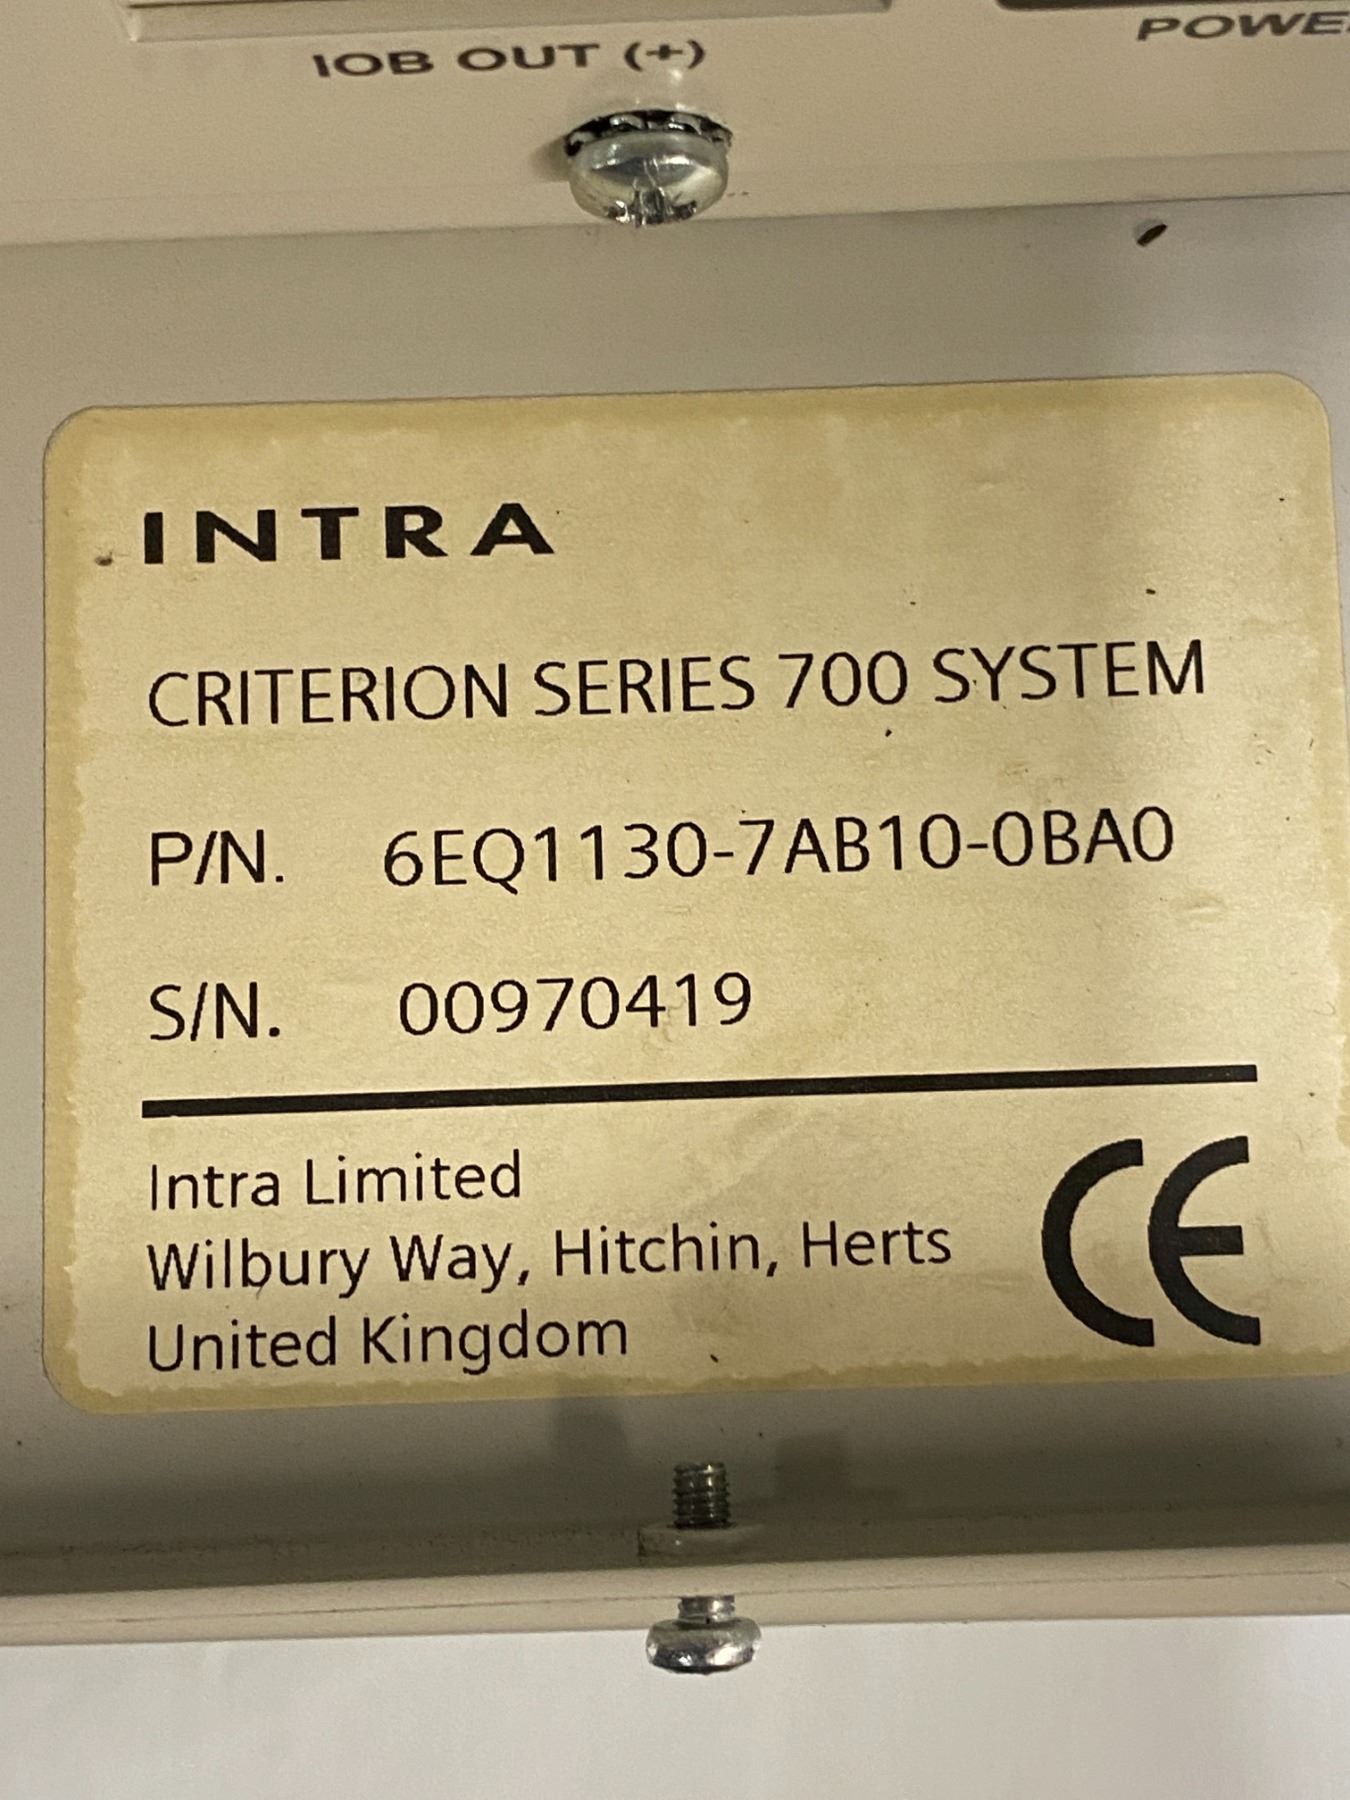 IOB OUT (+)
POWE
INTRA
CRITERION SERIES 700 SYSTEM
P/N. 6EQ1130-7AB10-0BA0
S/N. 00970419
Intra Limited
Wilbury Way, Hitchin, Herts
United Kingdom
CE